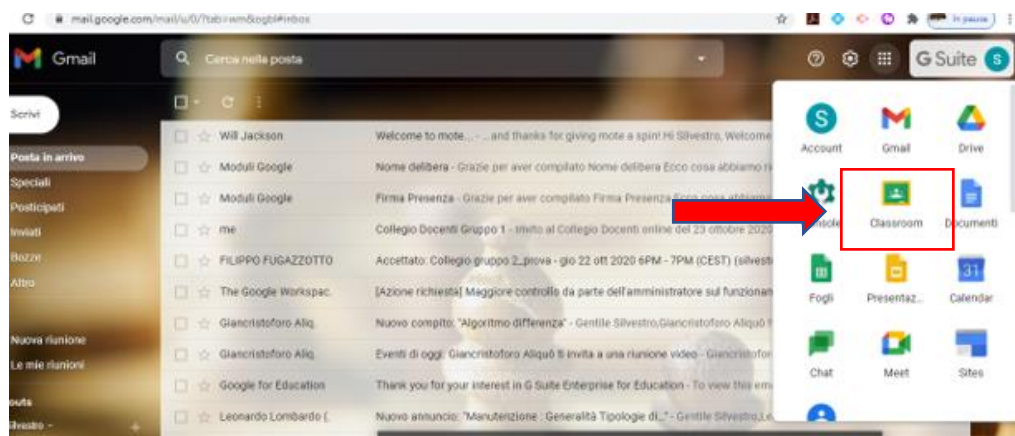 mail.google.com/mail/u/0/?tab=wm&ogbl#inbox
In pausa
Gmail
Cerca nella posta
G Suite
S
Scrivi
Posta in arrivo
Speciali
Posticipati
Inviati
Bozze
Altro
Nuova riunione
Le mie riunioni
outs
ilvestro
Will Jackson Welcome to mote... - ...and thanks for giving mote a spin! Hi Silvestro, Welcome
Moduli Google Nome delibera - Grazie per aver compilato Nome delibera Ecco cosa abbiamo ri
Moduli Google Firma Presenza - Grazie per aver compilato Firma Presenza Ecco cosa abbiamo
me Collegio Docenti Gruppo 1 - Invito al Collegio Docenti online del 23 ottobre 2020
FILIPPO FUGAZZOTTO Accettato: Collegio gruppo 2_prova - gio 22 ott 2020 6PM - 7PM (CEST) (silvest
The Google Workspac. [Azione richiesta] Maggiore controllo da parte dell'amministratore sul funzionam
Giancristoforo Aliq. Nuovo compito: "Algoritmo differenza" - Gentile Silvestro,Giancristoforo Aliquò h
Giancristoforo Aliq. Eventi di oggi: Giancristoforo Aliquò ti invita a una riunione video - Giancristofor
Google for Education Thank you for your interest in G Suite Enterprise for Education - To view this em
Leonardo Lombardo (. Nuovo annuncio: "Manutenzione : Generalità Tipologie di..." - Gentile Silvestro,Le
S
Account Gmail Drive
onsole Classroom Documenti
31
Fogli Presentaz... Calendar
Chat Meet Sites